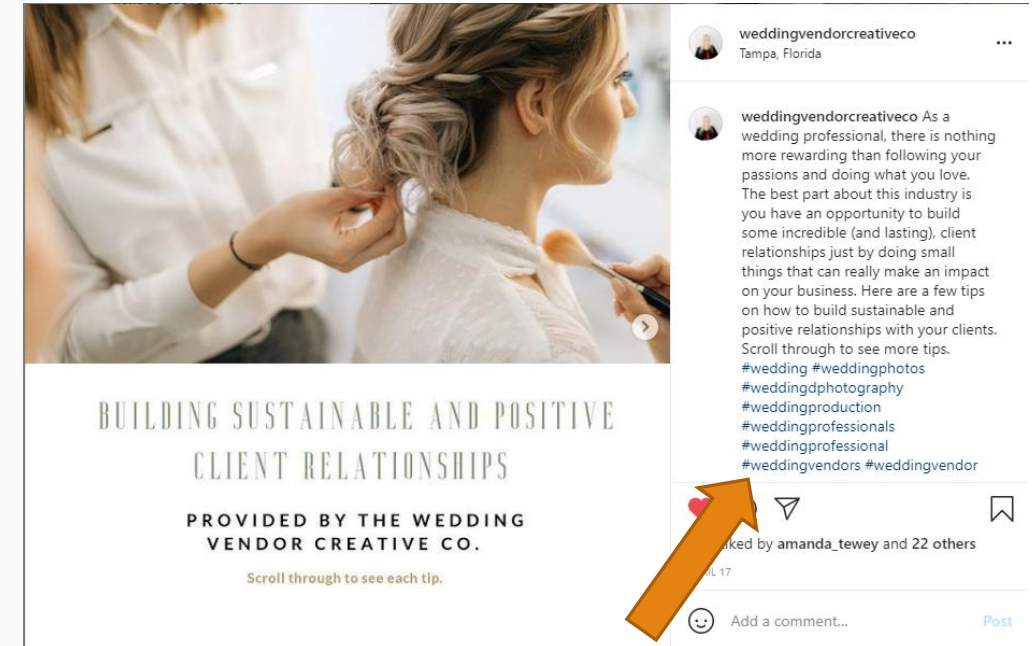 BUILDING SUSTAINABLE AND POSITIVE
CLIENT RELATIONSHIPS
PROVIDED BY THE WEDDING
VENDOR CREATIVE CO.
Scroll through to see each tip.
weddingvendorcreativeco
Tampa, Florida
weddingvendorcreativeco As a
wedding professional, there is nothing
more rewarding than following your
passions and doing what you love.
The best part about this industry is
you have an opportunity to build
some incredible (and lasting), client
relationships just by doing small
things that can really make an impact
on your business. Here are a few tips
on how to build sustainable and
positive relationships with your clients.
Scroll through to see more tips.
#wedding #weddingphotos
#weddingdphotography
#weddingproduction
#weddingprofessionals
#weddingprofessional
#weddingvendors #weddingvendor
by amanda_tewey and 22 others
17
Add a comment...
Post